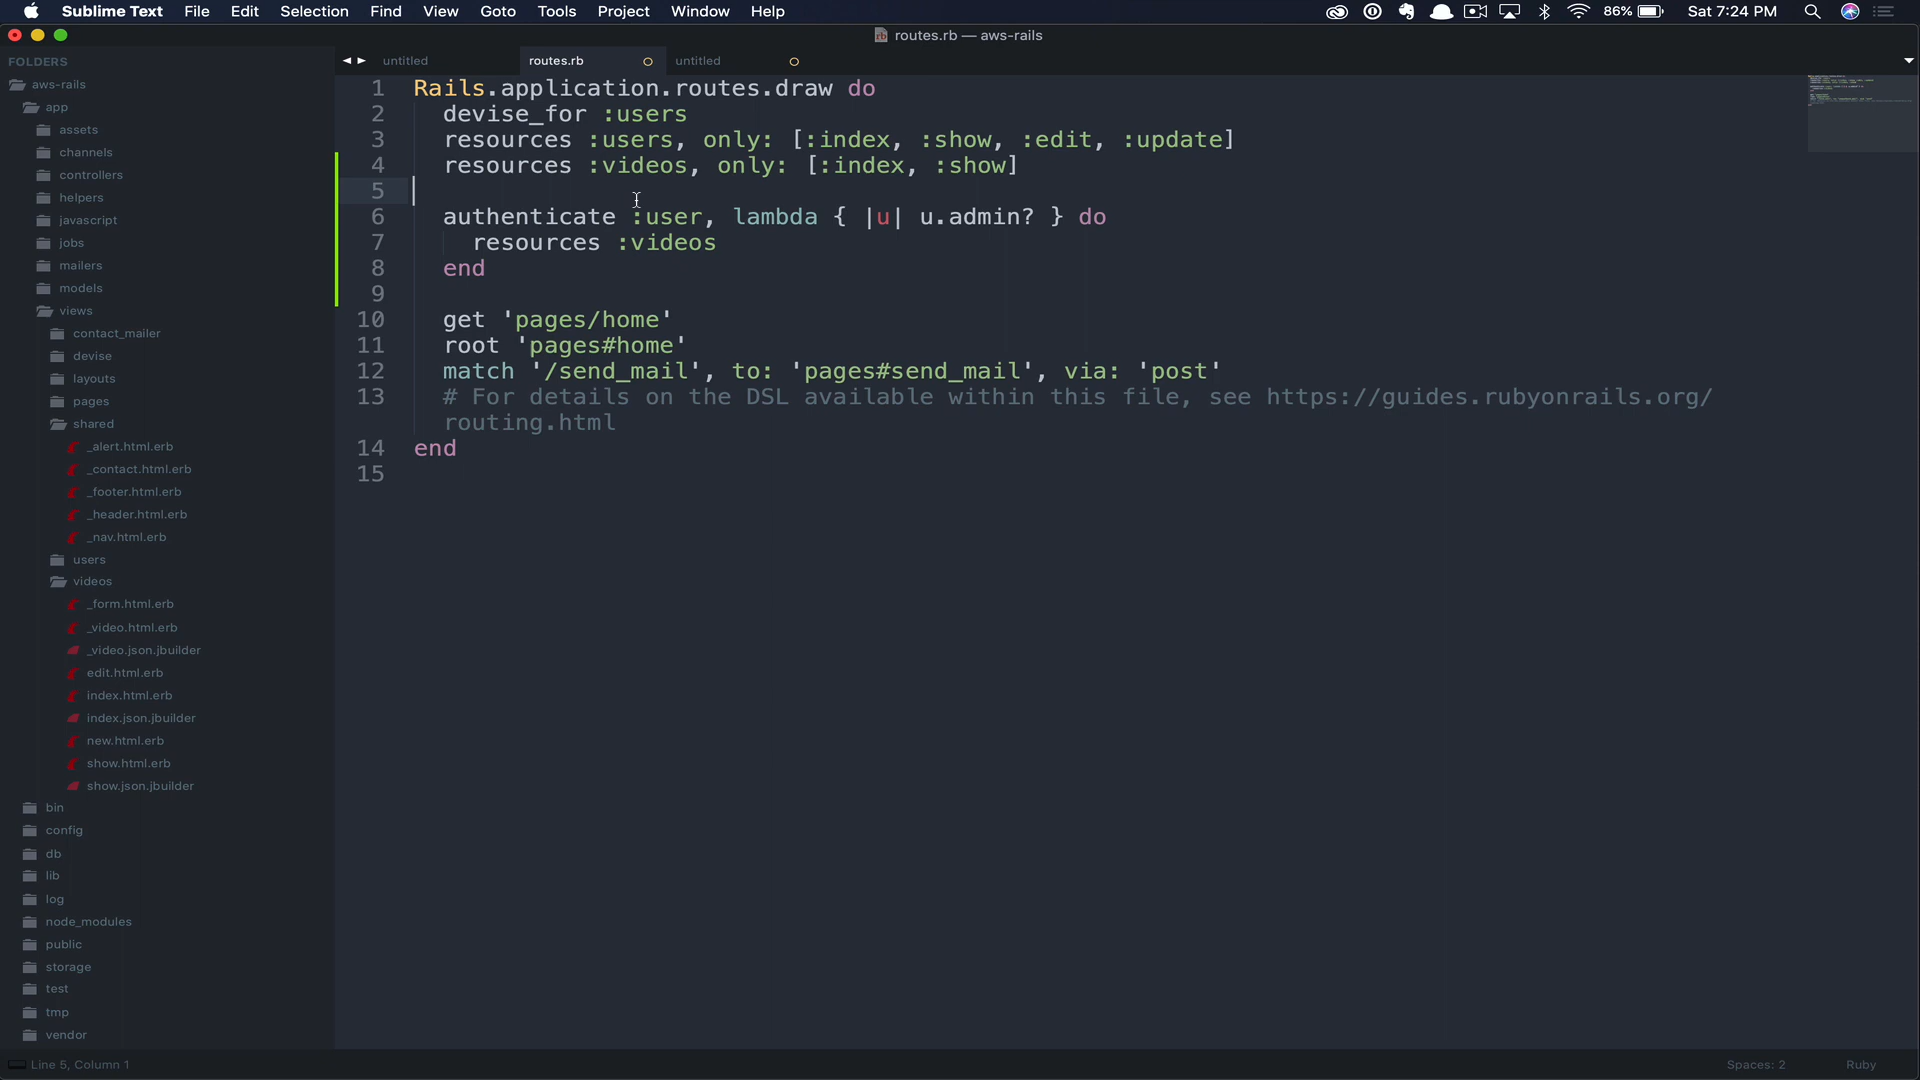 Sublime Text File Edit Selection Find View Goto Tools Project Window Help 86% Sat 7:24 PM
routes.rb — aws-rails
FOLDERS
aws-rails
app
assets
channels
controllers
helpers
javascript
jobs
mailers
models
views
contact_mailer
devise
layouts
pages
shared
_alert.html.erb
_contact.html.erb
_footer.html.erb
_header.html.erb
_nav.html.erb
users
videos
_form.html.erb
_video.html.erb
_video.json.jbuilder
edit.html.erb
index.html.erb
index.json.jbuilder
new.html.erb
show.html.erb
show.json.jbuilder
bin
config
db
lib
log
node_modules
public
storage
test
tmp
vendor
untitled routes.rb untitled
1 Rails.application.routes.draw do
2 devise_for :users
3 resources :users, only: [:index, :show, :edit, :update]
4 resources :videos, only: [:index, :show]
5
6 authenticate :user, lambda { |u| u.admin? } do
7 resources :videos
8 end
9
10 get 'pages/home'
11 root 'pages#home'
12 match '/send_mail', to: 'pages#send_mail', via: 'post'
13 # For details on the DSL available within this file, see https://guides.rubyonrails.org/
routing.html
14 end
15
Line 5, Column 1 Spaces: 2 Ruby